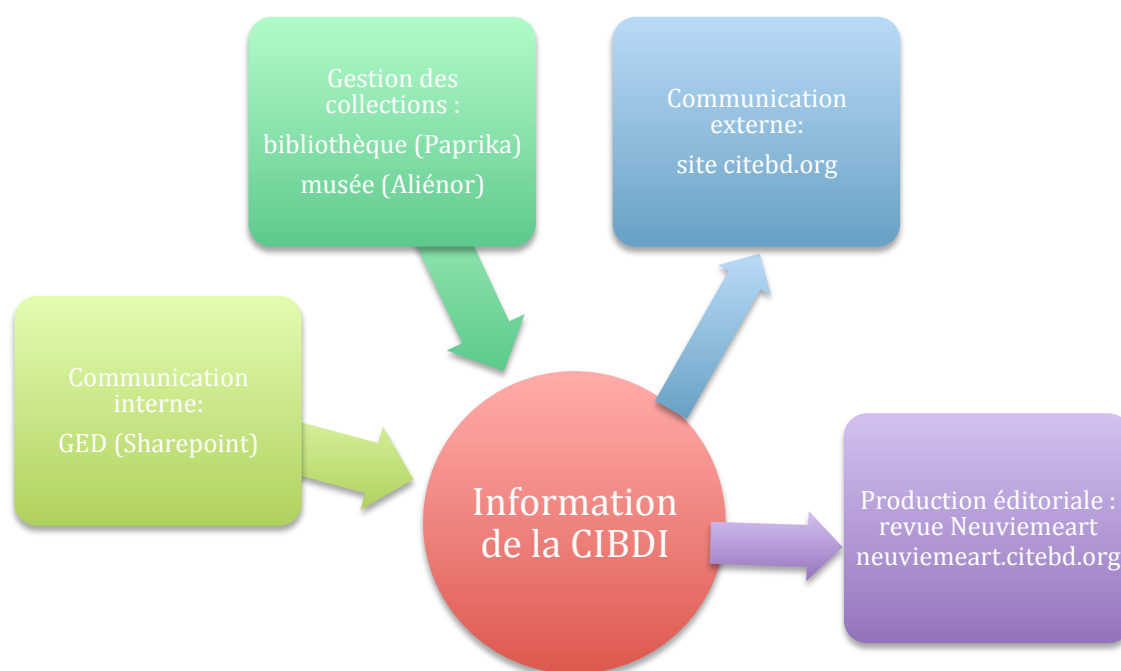 Gestion des
collections :
bibliothèque (Paprika)
musée (Aliénor)
Communication
externe:
site citebd.org
Communication
interne:
GED (Sharepoint)
Information
de la CIBDI
Production éditoriale :
revue Neuviemeart
neuviemeart.citebd.org